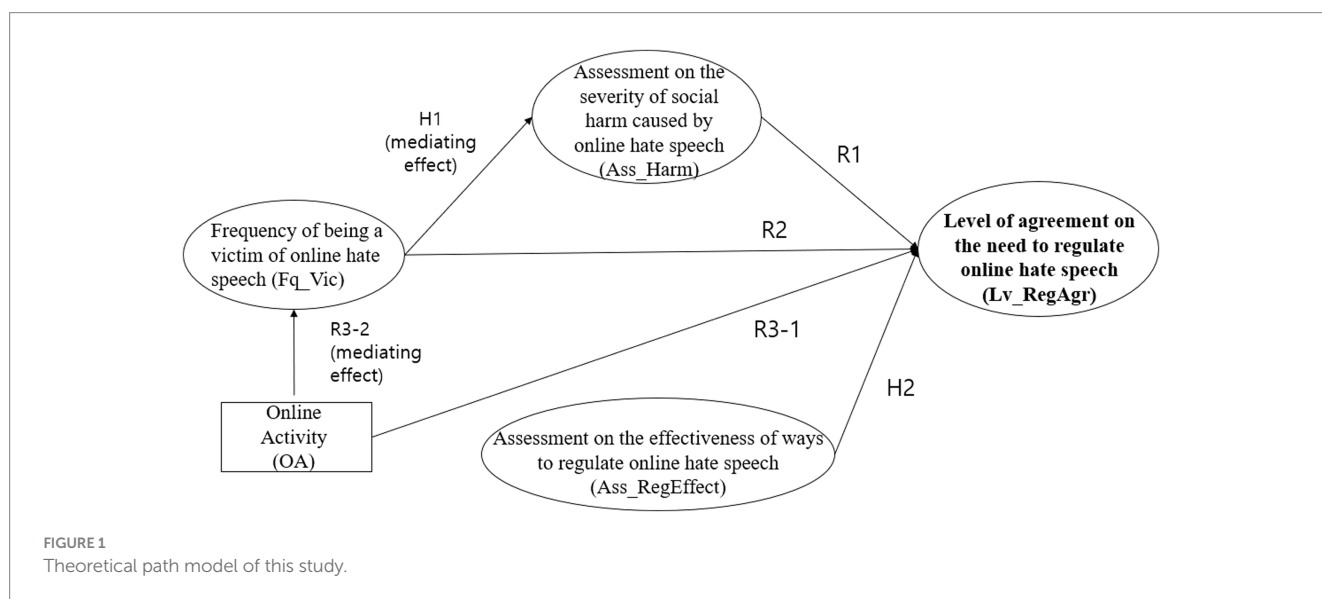 Assessment on the
severity of social
harm caused by
online hate speech
(Ass_Harm)
H1
(mediating
effect)
R1
Frequency of being a
victim of online hate
speech (Fq_Vic)
R2
Level of agreement on
the need to regulate
online hate speech
(Lv_RegAgr)
R3-2
(mediating
effect)
R3-1
H2
Online
Activity
(OA)
Assessment on the effectiveness of ways
to regulate online hate speech
(Ass_RegEffect)
FIGURE 1
Theoretical path model of this study.